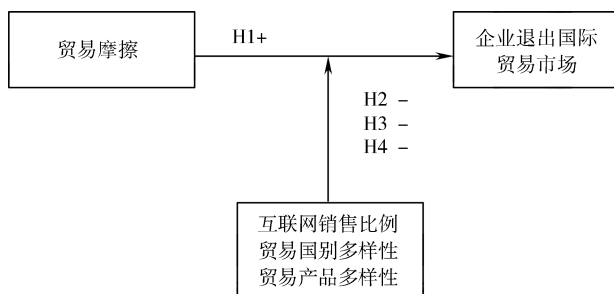 贸易摩擦
H1+
企业退出国际
贸易市场
H2 -
H3 -
H4 -
互联网销售比例
贸易国别多样性
贸易产品多样性